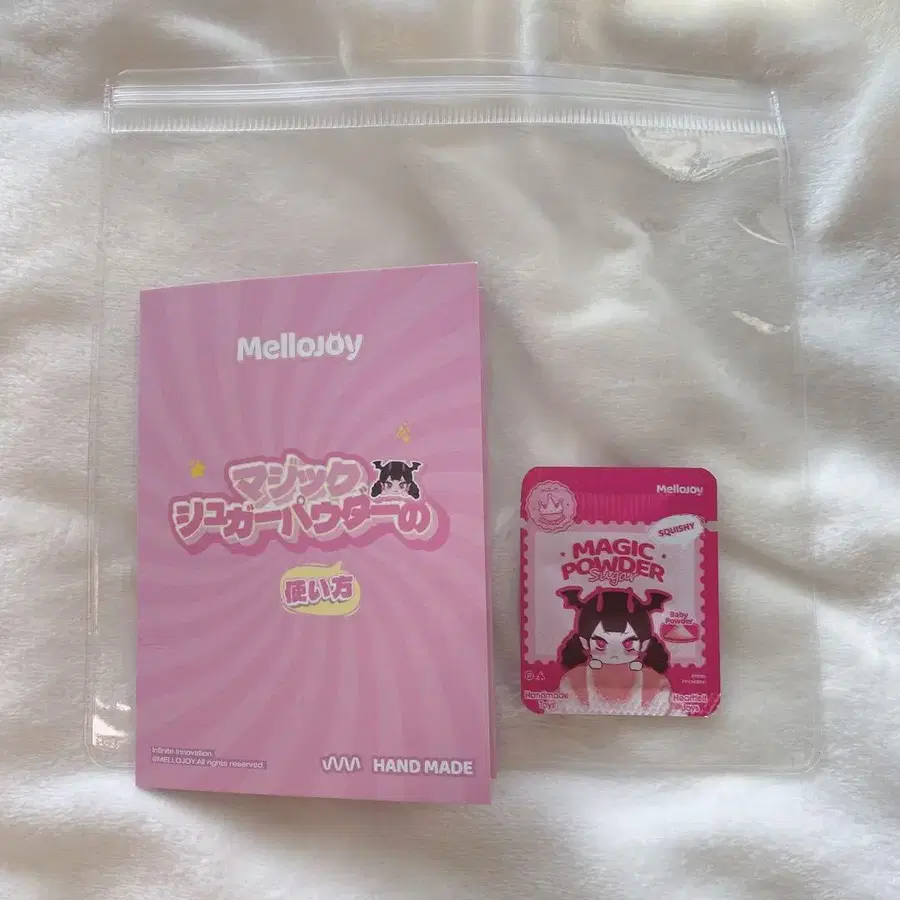 Mellojoy
マジック
シュガーパウダーの
使い方
Infinite Innovation
@MELLOJOY.All rights reserved
HAND MADE
Mellojoy
SQUISHY
MAGIC
POWDER
Sugar
Baby
Powder
Handmade
Toys
Heartfelt
Joys